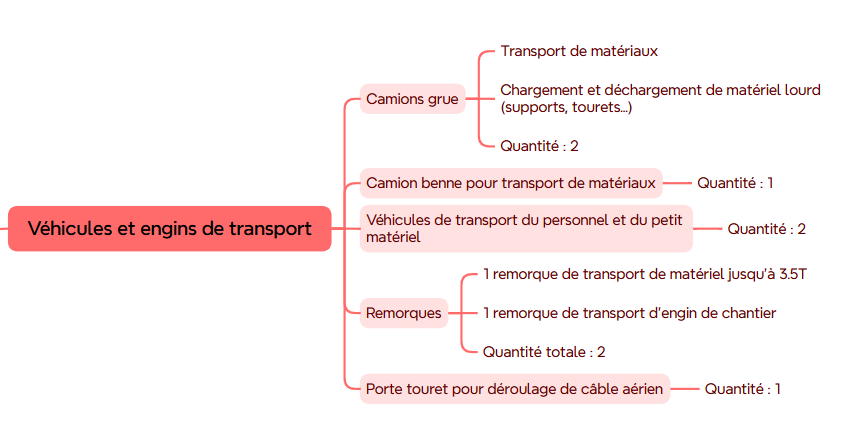 Véhicules et engins de transport
Camions grue
Transport de matériaux
Chargement et déchargement de matériel lourd
(supports, tourets...)
Quantité : 2
Camion benne pour transport de matériaux
Quantité : 1
Véhicules de transport du personnel et du petit
matériel
Quantité : 2
Remorques
1 remorque de transport de matériel jusqu'à 3.5T
1 remorque de transport d'engin de chantier
Quantité totale : 2
Porte touret pour déroulage de câble aérien
Quantité : 1